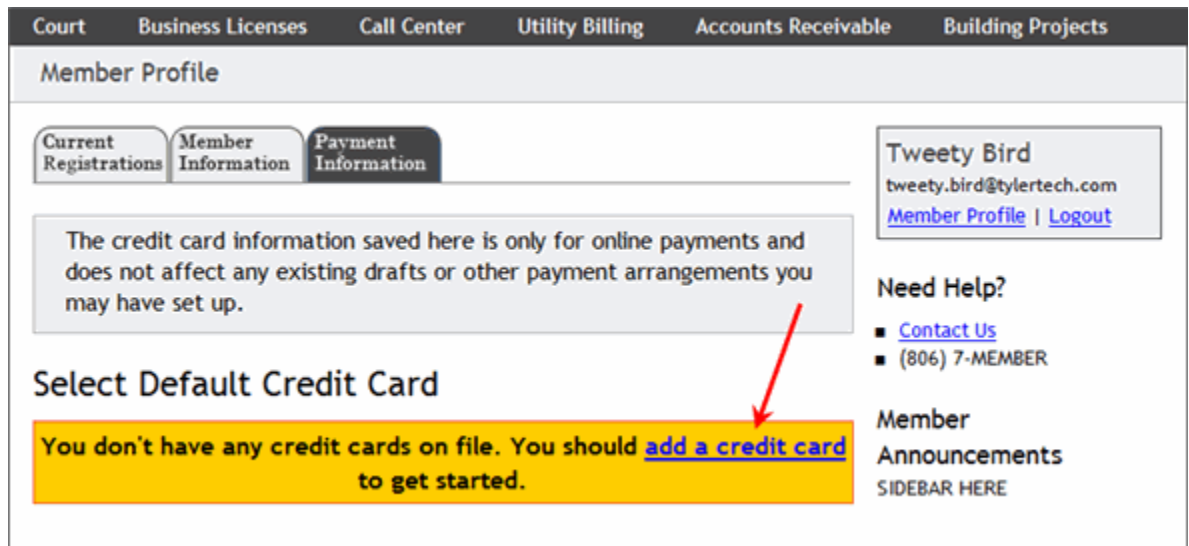 Court Business Licenses Call Center Utility Billing Accounts Receivable Building Projects
Member Profile
Current
Registrations
Member
Information
Payment
Information
The credit card information saved here is only for online payments and
does not affect any existing drafts or other payment arrangements you
may have set up.
Select Default Credit Card
You don't have any credit cards on file. You should add a credit card
to get started.
Tweety Bird
tweety.bird@tylertech.com
Member Profile | Logout
Need Help?
Contact Us
(806) 7-MEMBER
Member
Announcements
SIDEBAR HERE